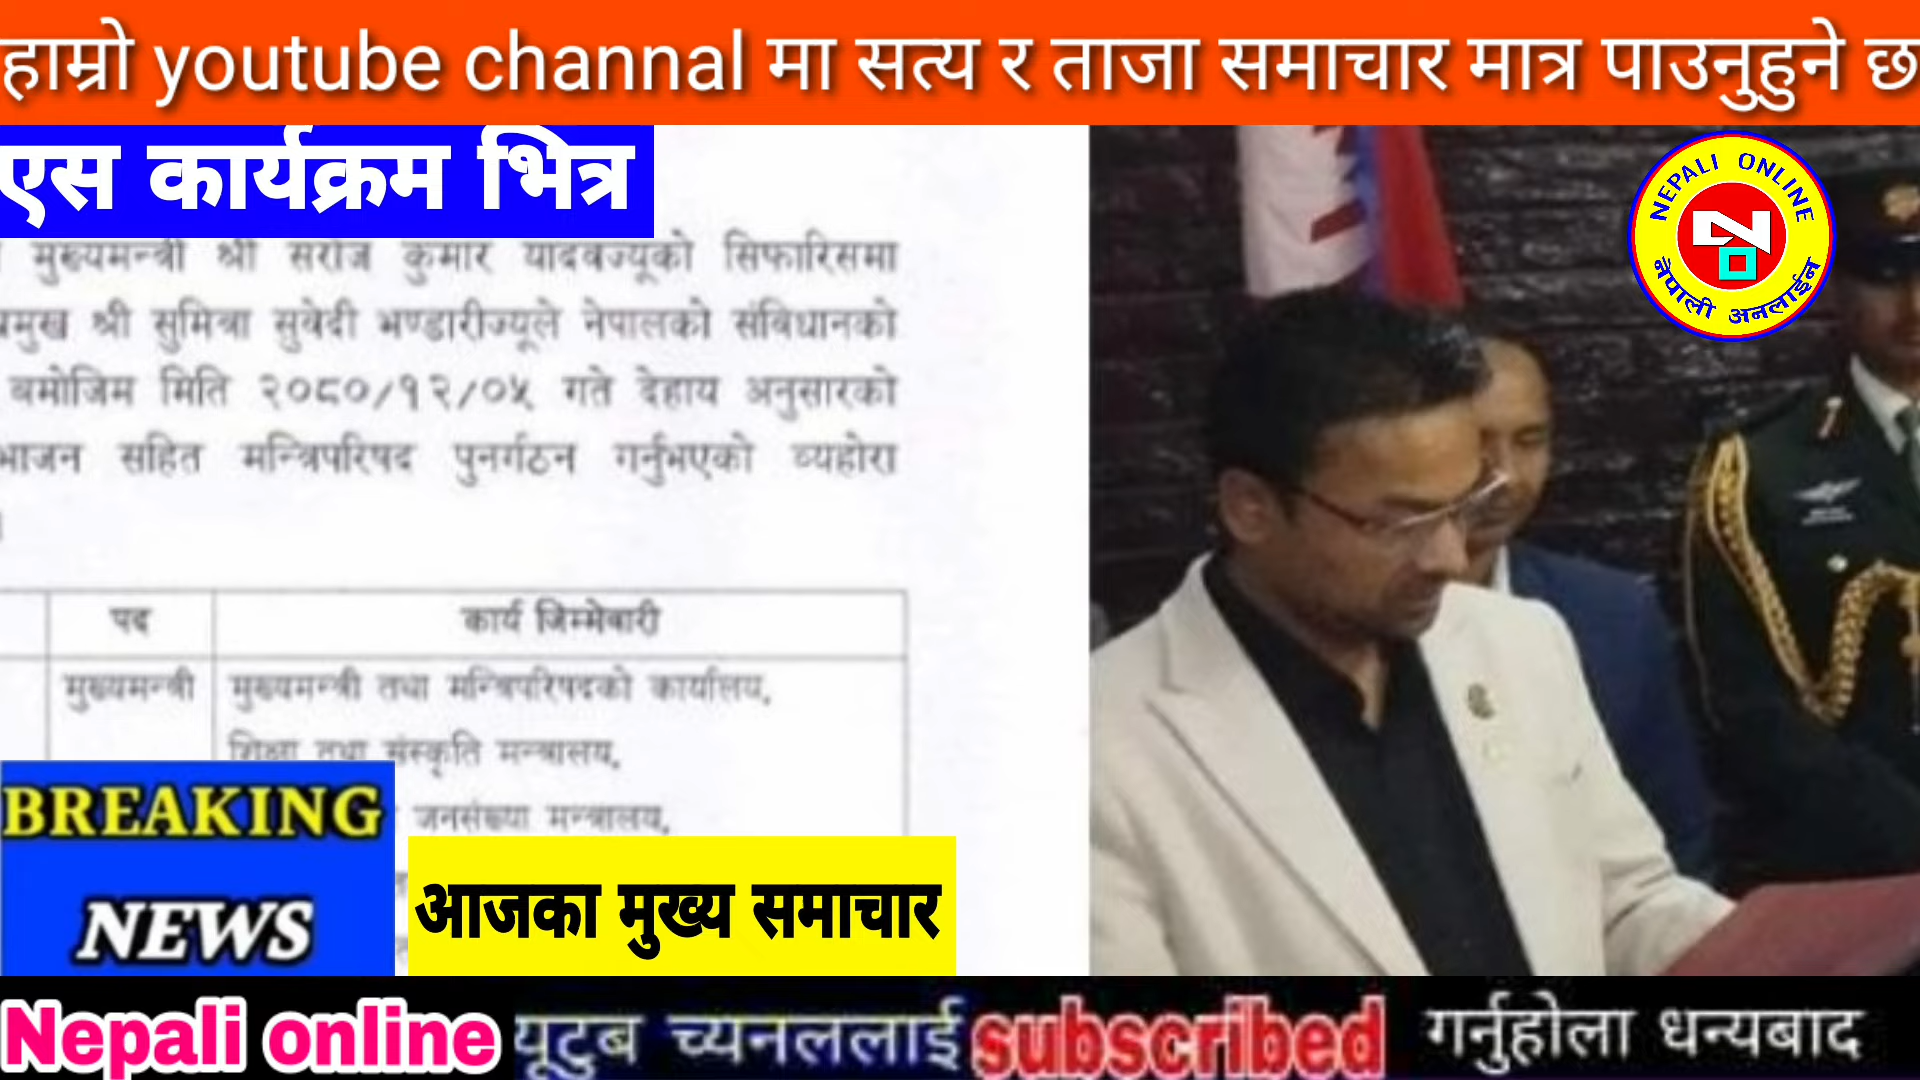 हाम्रो youtube channal मा सत्य र ताजा समाचार मात्र पाउनुहुने छ
एस कार्यक्रम भित्र
NEPALI ONLINE
नेपाली अनलाईन
मुख्यमन्त्री श्री सरोज कुमार यादवज्यूको सिफारिसमा
श्री सुमित्रा सुवेदी भण्डारीज्यूले नेपालको संविधानको
बमोजिम मिति २०८०/१२/०५ गते देहाय अनुसारको
सहित मन्त्रिपरिषद पुनर्गठन गर्नुभएको व्यहोरा
पद कार्य जिम्मेवारी
मुख्यमन्त्री मुख्यमन्त्री तथा मन्त्रिपरिषदको कार्यालय,
शिक्षा तथा संस्कृति मन्त्रालय,
जनसंख्या मन्त्रालय,
BREAKING
NEWS
आजका मुख्य समाचार
Nepali online यूटुब च्यनललाई subscribed गर्नुहोला धन्यबाद